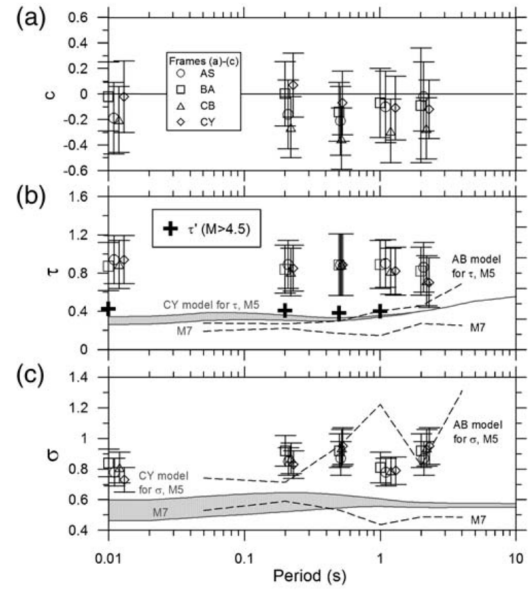 (a)
0.6
0.4
0.2
0
-0.2
-0.4
-0.6
c
Frames (a)-(c)
AS
BA
CB
CY
(b)
1.6
1.2
0.8
0.4
0
τ
τ' (M>4.5)
CY model for τ, M5
M7
AB model
for τ, M5
M7
(c)
1.4
1.2
1
0.8
0.6
0.4
σ
CY model
for σ, M5
M7
AB model
for σ, M5
M7
0.01
0.1
1
10
Period (s)